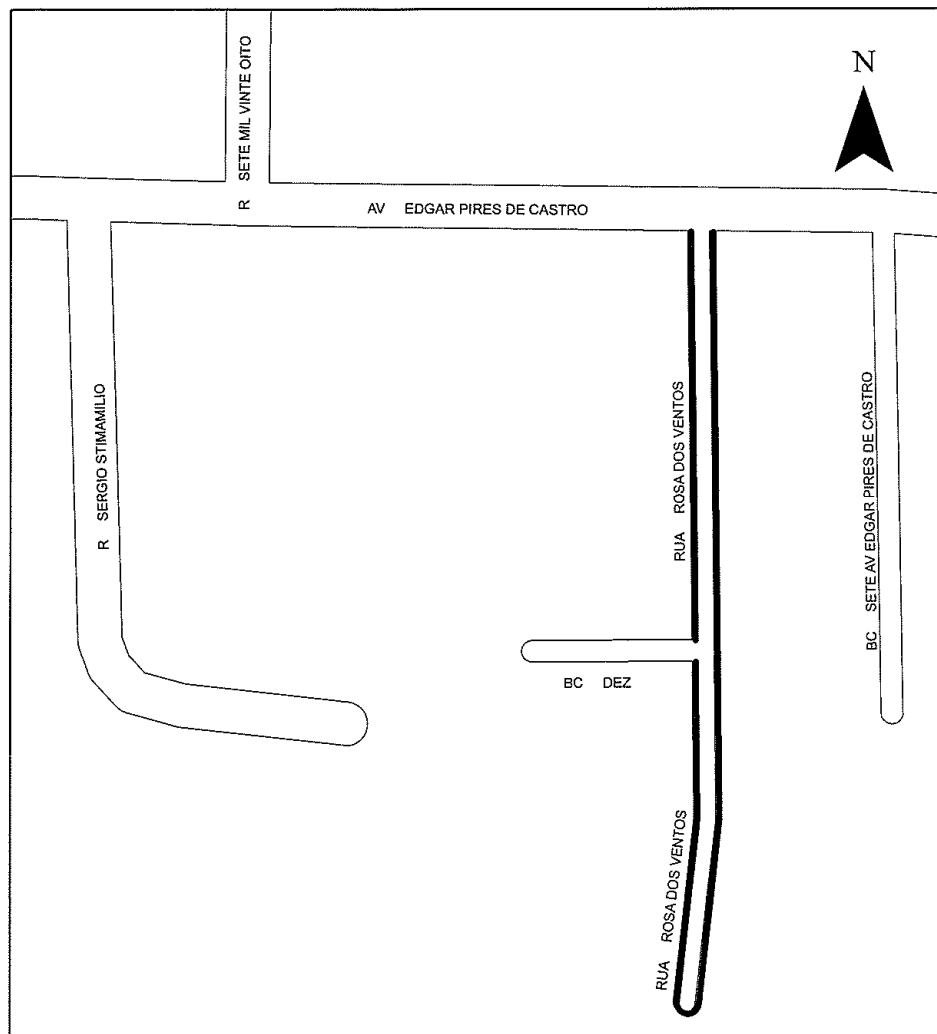 R SETE MIL VINTE OITO
N
AV EDGAR PIRES DE CASTRO
R SERGIO STIMAMILIO
RUA ROSA DOS VENTOS
BC SETE AV EDGAR PIRES DE CASTRO
BC DEZ
RUA ROSA DOS VENTOS